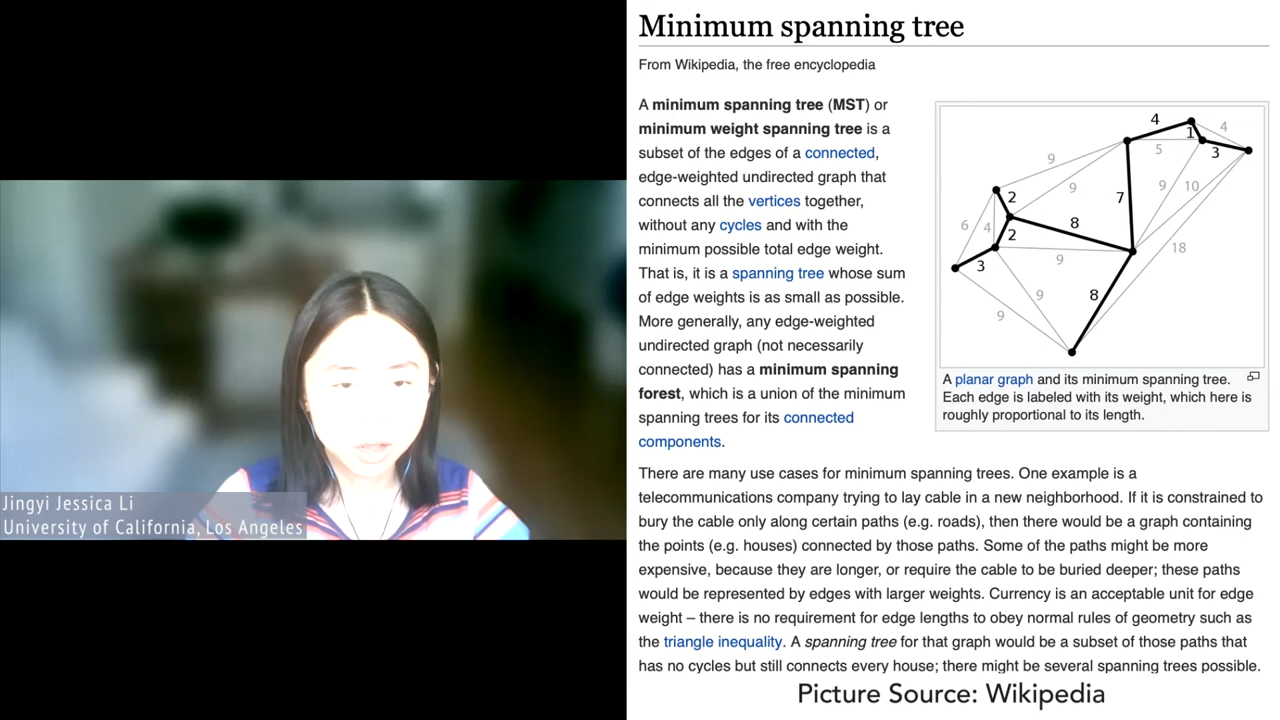 Jingyi Jessica Li
University of California, Los Angeles
Minimum spanning tree
From Wikipedia, the free encyclopedia
A minimum spanning tree (MST) or
minimum weight spanning tree is a
subset of the edges of a connected,
edge-weighted undirected graph that
connects all the vertices together,
without any cycles and with the
minimum possible total edge weight.
That is, it is a spanning tree whose sum
of edge weights is as small as possible.
More generally, any edge-weighted
undirected graph (not necessarily
connected) has a minimum spanning
forest, which is a union of the minimum
spanning trees for its connected
components.
4
1
4
5
3
9
9
7
9
10
2
8
6
4
2
9
18
3
9
8
9
A planar graph and its minimum spanning tree.
Each edge is labeled with its weight, which here is
roughly proportional to its length.
There are many use cases for minimum spanning trees. One example is a
telecommunications company trying to lay cable in a new neighborhood. If it is constrained to
bury the cable only along certain paths (e.g. roads), then there would be a graph containing
the points (e.g. houses) connected by those paths. Some of the paths might be more
expensive, because they are longer, or require the cable to be buried deeper; these paths
would be represented by edges with larger weights. Currency is an acceptable unit for edge
weight – there is no requirement for edge lengths to obey normal rules of geometry such as
the triangle inequality. A spanning tree for that graph would be a subset of those paths that
has no cycles but still connects every house; there might be several spanning trees possible.
Picture Source: Wikipedia